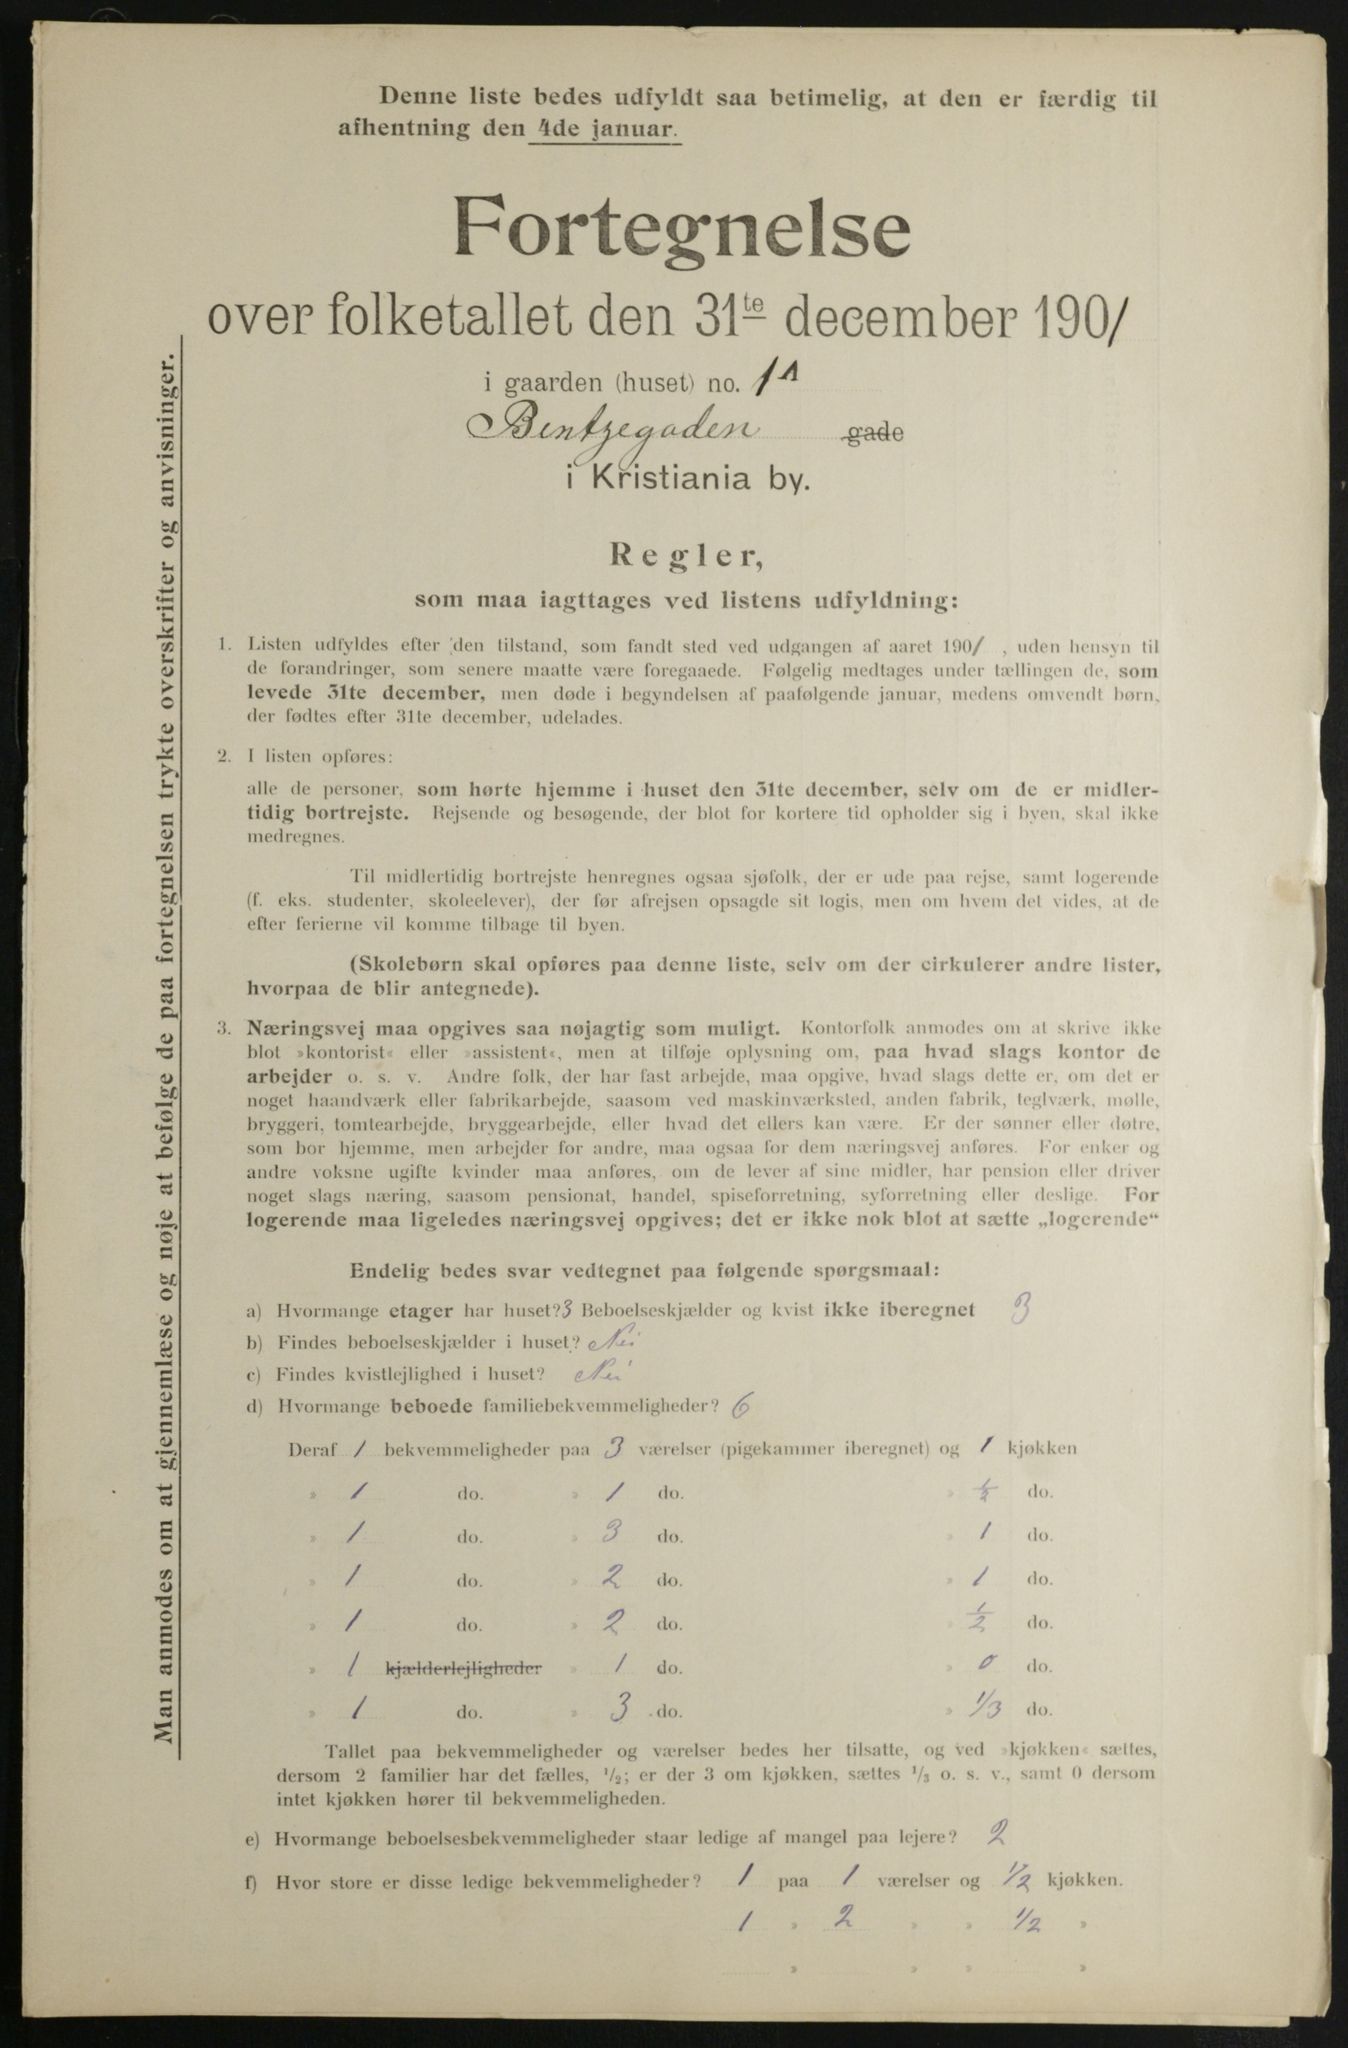 Denne liste bedes udfyldt saa betimelig, at den er færdig til
afhentning den 4de januar.
Fortegnelse
over folketallet den 31te december 1901
i gaarden (huset) no. 1A
Bentzegaden gade
i Kristiania by.
Regler,
som maa iagttages ved listens udfyldning:
1. Listen udfyldes efter den tilstand, som fandt sted ved udgangen af aaret 1901, uden hensyn til
de forandringer, som senere maatte være foregaaede. Følgelig medtages under tællingen de, som
levede 31te december, men døde i begyndelsen af paafølgende januar, medens omvendt børn,
der fødtes efter 31te december, udelades.
2. I listen opføres:
alle de personer, som hørte hjemme i huset den 31te december, selv om de er midler-
tidig bortrejste. Rejsende og besøgende, der blot for kortere tid opholder sig i byen, skal ikke
medregnes.
Til midlertidig bortrejste henregnes ogsaa sjøfolk, der er ude paa rejse, samt logerende
(f. eks. studenter, skoleelever), der før afrejsen opsagde sit logis, men om hvem det vides, at de
efter ferierne vil komme tilbage til byen.
(Skolebørn skal opføres paa denne liste, selv om der cirkulerer andre lister,
hvorpaa de blir antegnede).
3. Næringsvej maa opgives saa nøjagtig som muligt. Kontorfolk anmodes om at skrive ikke
blot »kontorist« eller »assistent«, men at tilføje oplysning om, paa hvad slags kontor de
arbejder o. s. v. Andre folk, der har fast arbejde, maa opgive, hvad slags dette er, om det er
noget haandværk eller fabrikarbejde, saasom ved maskinværksted, anden fabrik, teglværk, mølle,
bryggeri, tomtearbejde, bryggearbejde, eller hvad det ellers kan være. Er der sønner eller døtre,
som bor hjemme, men arbejder for andre, maa ogsaa for dem næringsvej anføres. For enker og
andre voksne ugifte kvinder maa anføres, om de lever af sine midler, har pension eller driver
noget slags næring, saasom pensionat, handel, spiseforretning, syforretning eller deslige. For
logerende maa ligeledes næringsvej opgives; det er ikke nok blot at sætte „logerende“
Endelig bedes svar vedtegnet paa følgende spørgsmaal:
a) Hvormange etager har huset? 3 Beboelseskjælder og kvist ikke iberegnet 3
b) Findes beboelseskjælder i huset? Nei
c) Findes kvistlejlighed i huset? Nei
d) Hvormange beboede familiebekvemmeligheder? 6
Deraf 1 bekvemmeligheder paa 3 værelser (pigekammer iberegnet) og 1 kjøkken
» 1 do. » 1 do. » 1/2 do.
» 1 do. » 3 do. » 1 do.
» 1 do. » 2 do. » 1 do.
» 1 do. » 2 do. » 1/2 do.
» 1 kjælderlejligheder » 1 do. » 0 do.
» 1 do. » 3 do. » 1/3 do.
Tallet paa bekvemmeligheder og værelser bedes her tilsatte, og ved »kjøkken« sættes,
dersom 2 familier har det fælles, 1/2; er der 3 om kjøkken, sættes 1/3 o. s. v., samt 0 dersom
intet kjøkken hører til bekvemmeligheden.
e) Hvormange beboelsesbekvemmeligheder staar ledige af mangel paa lejere? 2
f) Hvor store er disse ledige bekvemmeligheder? 1 paa 1 værelser og 1/2 kjøkken.
1 » 2 » » 1/2 »
» » » »
Man anmodes om at gjennemlæse og nøje at befølge de paa fortegnelsen trykte overskrifter og anvisninger.